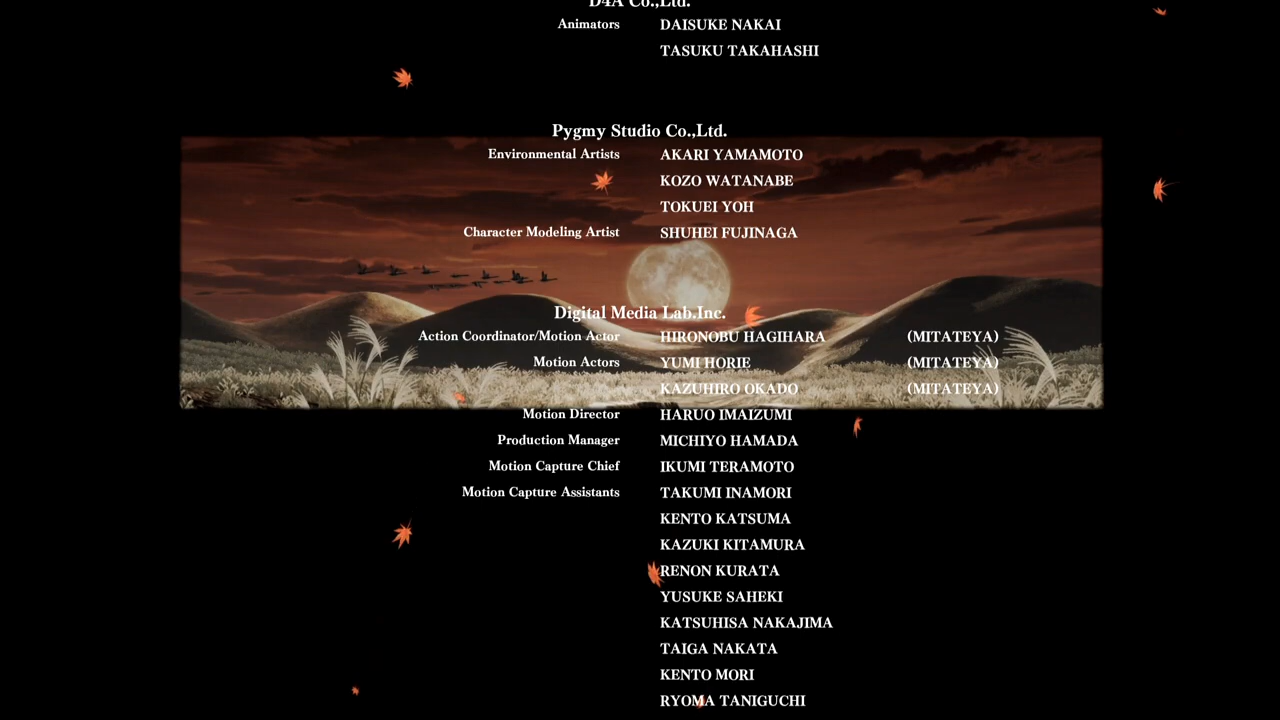 D4A Co.,Ltd.
Animators DAISUKE NAKAI
TASUKU TAKAHASHI
Pygmy Studio Co.,Ltd.
Environmental Artists AKARI YAMAMOTO
KOZO WATANABE
TOKUEI YOH
Character Modeling Artist SHUHEI FUJINAGA
Digital Media Lab.Inc.
Action Coordinator/Motion Actor HIRONOBU HAGIHARA (MITATEYA)
Motion Actors YUMI HORIE (MITATEYA)
KAZUHIRO OKADO (MITATEYA)
Motion Director HARUO IMAIZUMI
Production Manager MICHIYO HAMADA
Motion Capture Chief IKUMI TERAMOTO
Motion Capture Assistants TAKUMI INAMORI
KENTO KATSUMA
KAZUKI KITAMURA
RENON KURATA
YUSUKE SAHEKI
KATSUHISA NAKAJIMA
TAIGA NAKATA
KENTO MORI
RYOMA TANIGUCHI